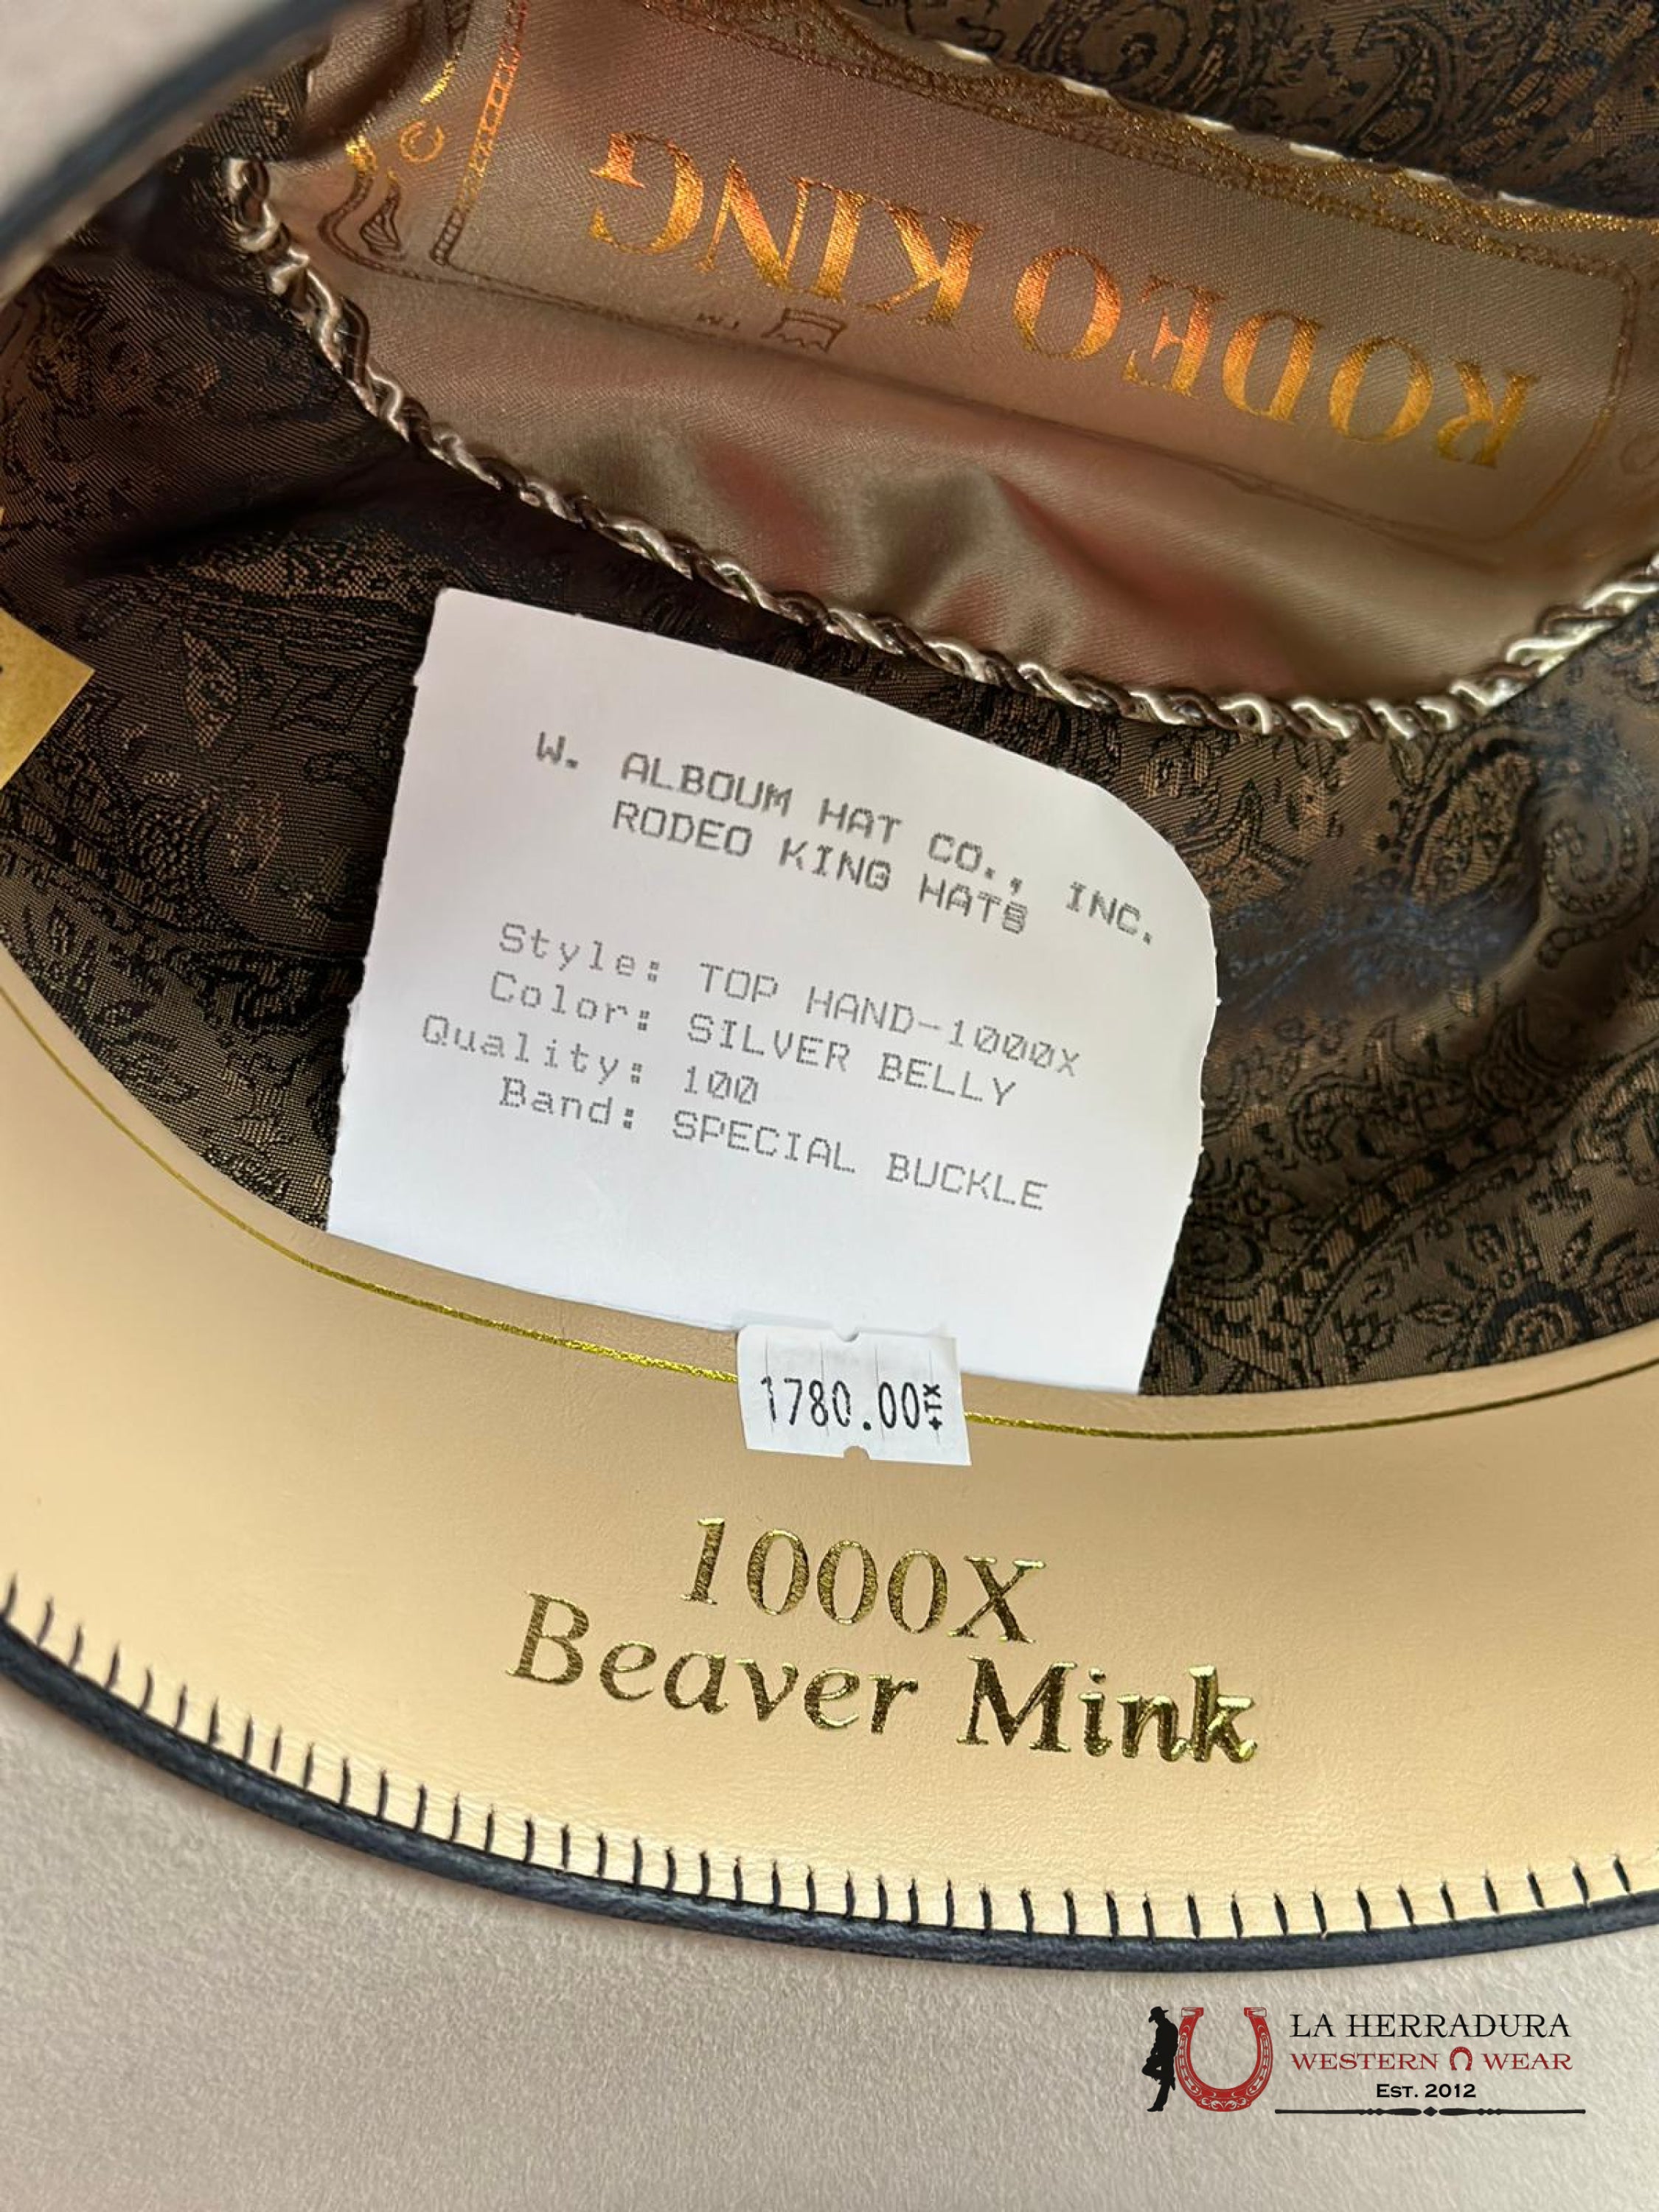 ©
RODEO KING
W. ALBOUM HAT CO., INC.
RODEO KING HATS
Style: TOP HAND-1000X
Color: SILVER BELLY
Quality: 100
Band: SPECIAL BUCKLE
1780.00+TX
1000X
Beaver Mink
LA HERRADURA
WESTERN WEAR
EST. 2012